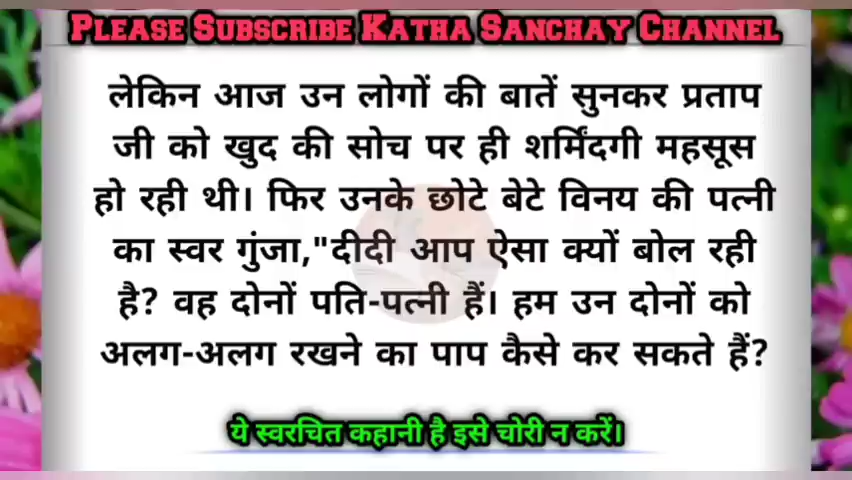 PLEASE SUBSCRIBE KATHA SANCHAY CHANNEL
लेकिन आज उन लोगों की बातें सुनकर प्रताप
जी को खुद की सोच पर ही शर्मिंदगी महसूस
हो रही थी। फिर उनके छोटे बेटे विनय की पत्नी
का स्वर गुंजा,"दीदी आप ऐसा क्यों बोल रही
है? वह दोनों पति-पत्नी हैं। हम उन दोनों को
अलग-अलग रखने का पाप कैसे कर सकते हैं?
ये स्वरचित कहानी है इसे चोरी न करें।